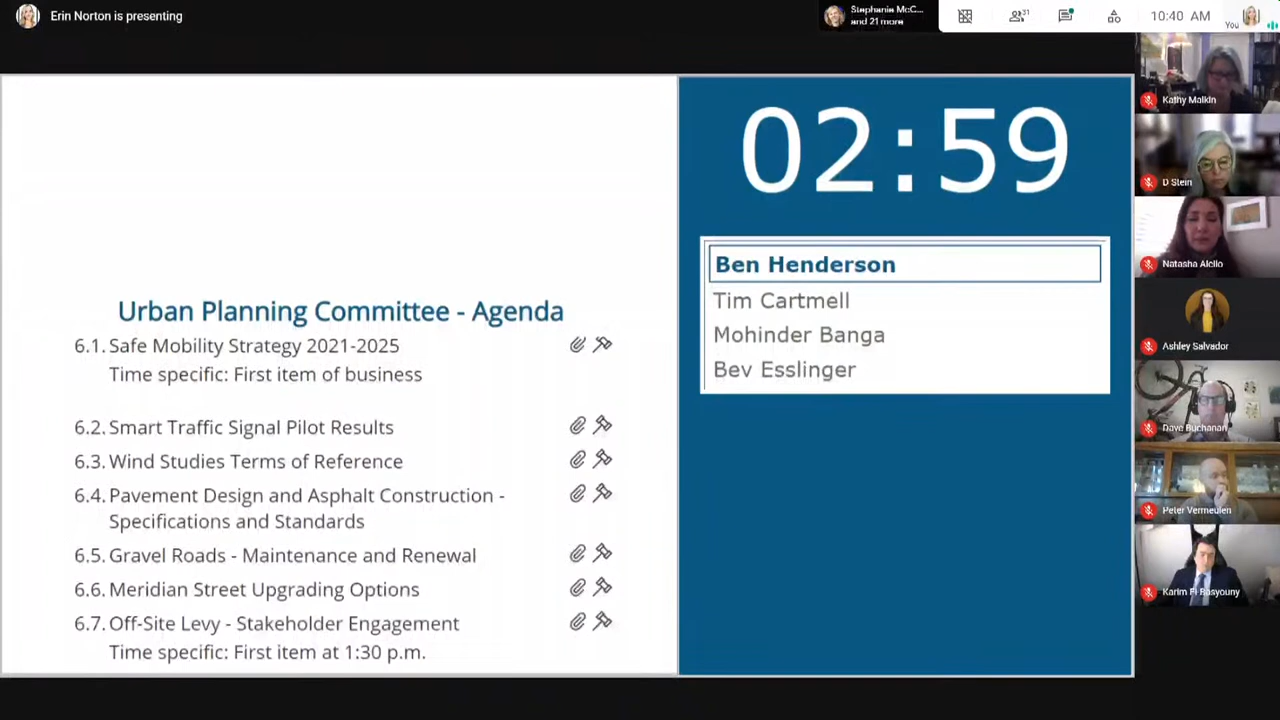 Erin Norton is presenting
Stephanie McC...
and 21 more
31
10:40 AM
You
02:59
Ben Henderson
Tim Cartmell
Mohinder Banga
Bev Esslinger
Urban Planning Committee - Agenda
6.1. Safe Mobility Strategy 2021-2025
Time specific: First item of business
6.2. Smart Traffic Signal Pilot Results
6.3. Wind Studies Terms of Reference
6.4. Pavement Design and Asphalt Construction -
Specifications and Standards
6.5. Gravel Roads - Maintenance and Renewal
6.6. Meridian Street Upgrading Options
6.7. Off-Site Levy - Stakeholder Engagement
Time specific: First item at 1:30 p.m.
Kathy Malkin
D Stein
Natasha
Ashley Salvador
Dave Buchanan
Peter Vermeulen
Karim El Rasyouny